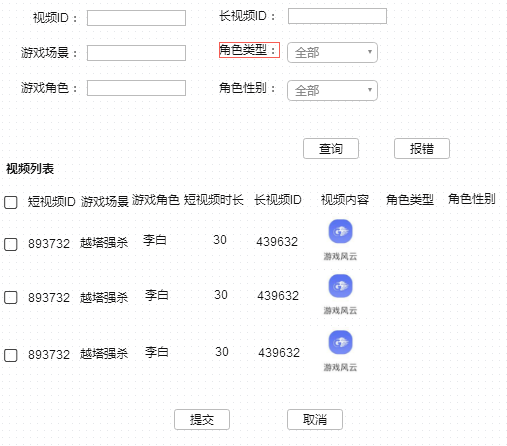 视频ID： 长视频ID：
游戏场景： 角色类型： 全部
游戏角色： 角色性别： 全部
查询 报错
视频列表
短视频ID 游戏场景 游戏角色 短视频时长 长视频ID 视频内容 角色类型 角色性别
893732 越塔强杀 李白 30 439632
游戏风云
893732 越塔强杀 李白 30 439632
游戏风云
893732 越塔强杀 李白 30 439632
游戏风云
提交 取消